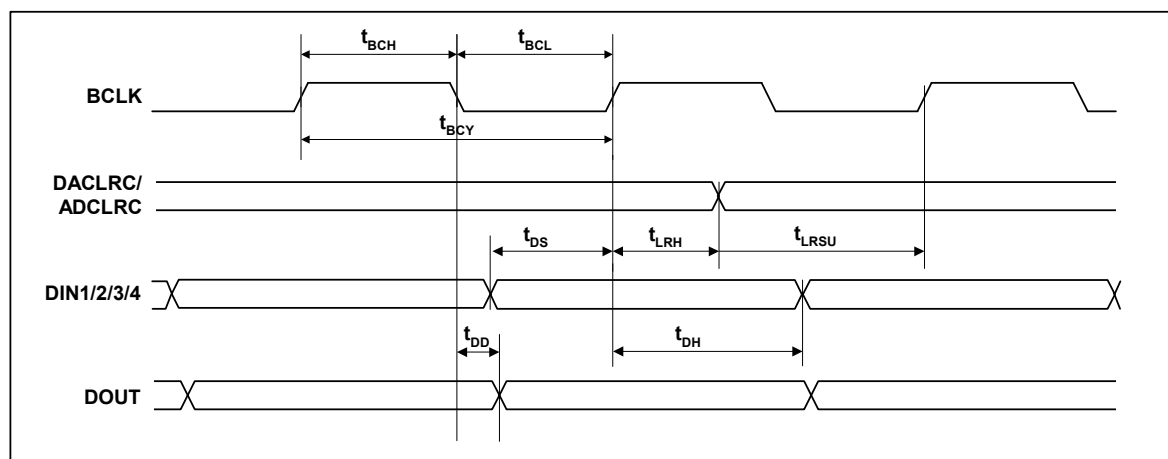 tBCH
tBCL
BCLK
tBCY
DACLRC/
ADCLRC
tDS
tLRH
tLRSU
DIN1/2/3/4
tDD
tDH
DOUT